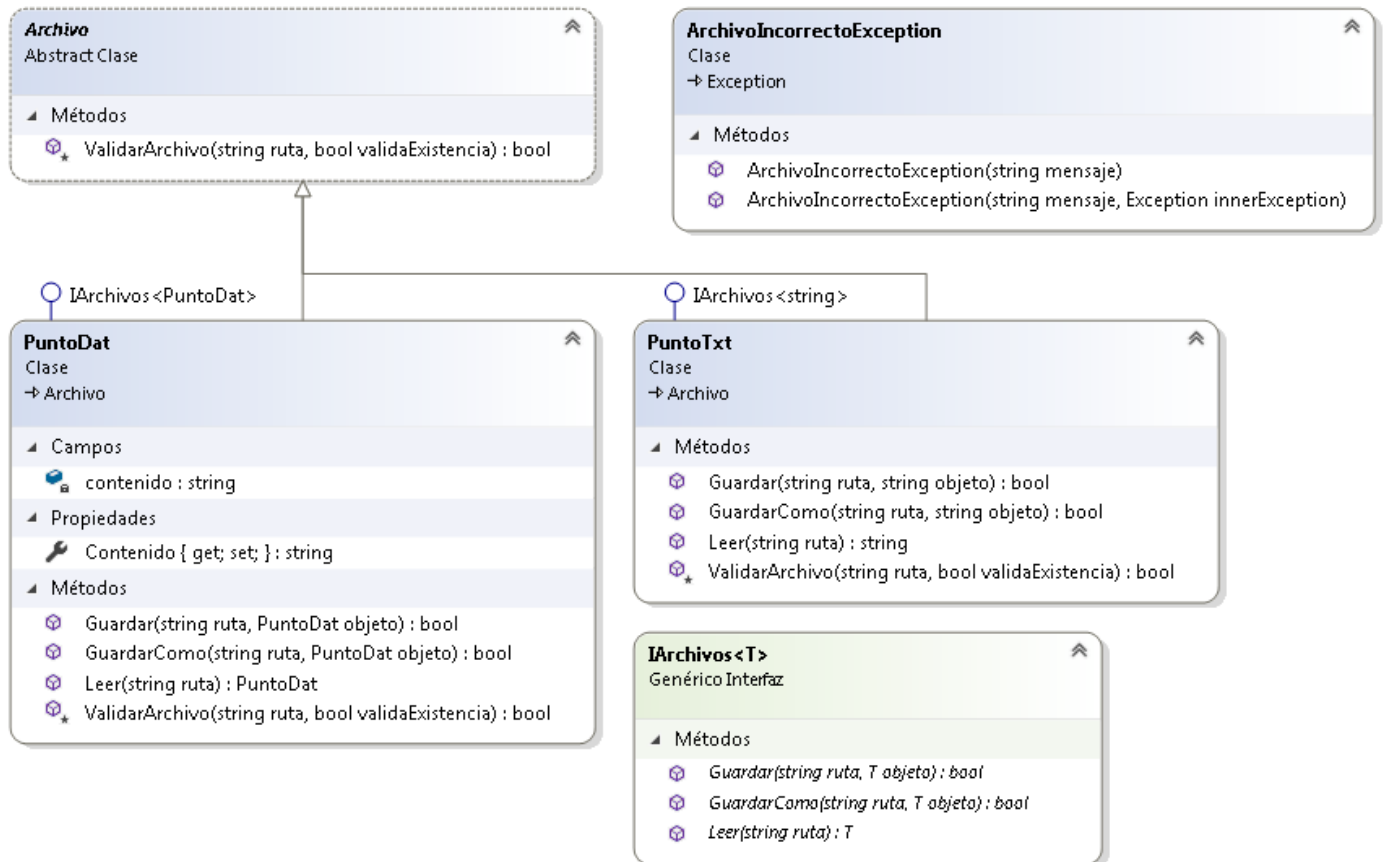 Archivo
Abstract Clase
Métodos
ValidarArchivo(string ruta, bool validaExistencia) : bool
ArchivoIncorrectoException
Clase
Exception
Métodos
ArchivoIncorrectoException(string mensaje)
ArchivoIncorrectoException(string mensaje, Exception innerException)
IArchivos<PuntoDat>
PuntoDat
Clase
Archivo
Campos
contenido : string
Propiedades
Contenido { get; set; } : string
Métodos
Guardar(string ruta, PuntoDat objeto) : bool
GuardarComo(string ruta, PuntoDat objeto) : bool
Leer(string ruta) : PuntoDat
ValidarArchivo(string ruta, bool validaExistencia) : bool
IArchivos<string>
PuntoTxt
Clase
Archivo
Métodos
Guardar(string ruta, string objeto) : bool
GuardarComo(string ruta, string objeto) : bool
Leer(string ruta) : string
ValidarArchivo(string ruta, bool validaExistencia) : bool
IArchivos<T>
Genérico Interfaz
Métodos
Guardar(string ruta, T objeto) : bool
GuardarComo(string ruta, T objeto) : bool
Leer(string ruta) : T